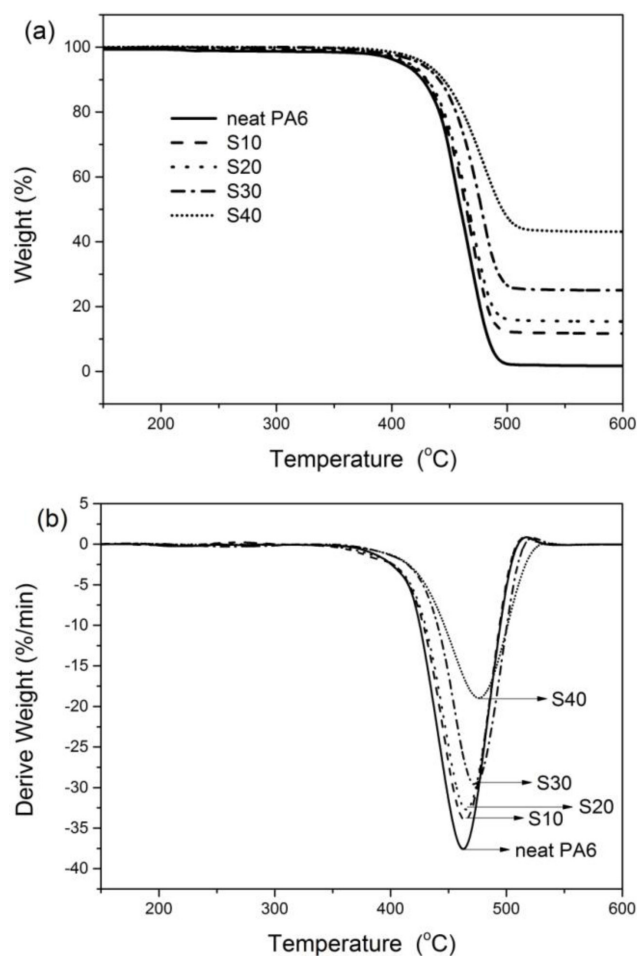 (a)
100
80
60
40
20
0
Weight (%)
neat PA6
S10
S20
S30
S40
200 300 400 500 600
Temperature (°C)
(b)
5
0
-5
-10
-15
-20
-25
-30
-35
-40
Derive Weight (%/min)
S40
S30
S20
S10
neat PA6
200 300 400 500 600
Temperature (°C)